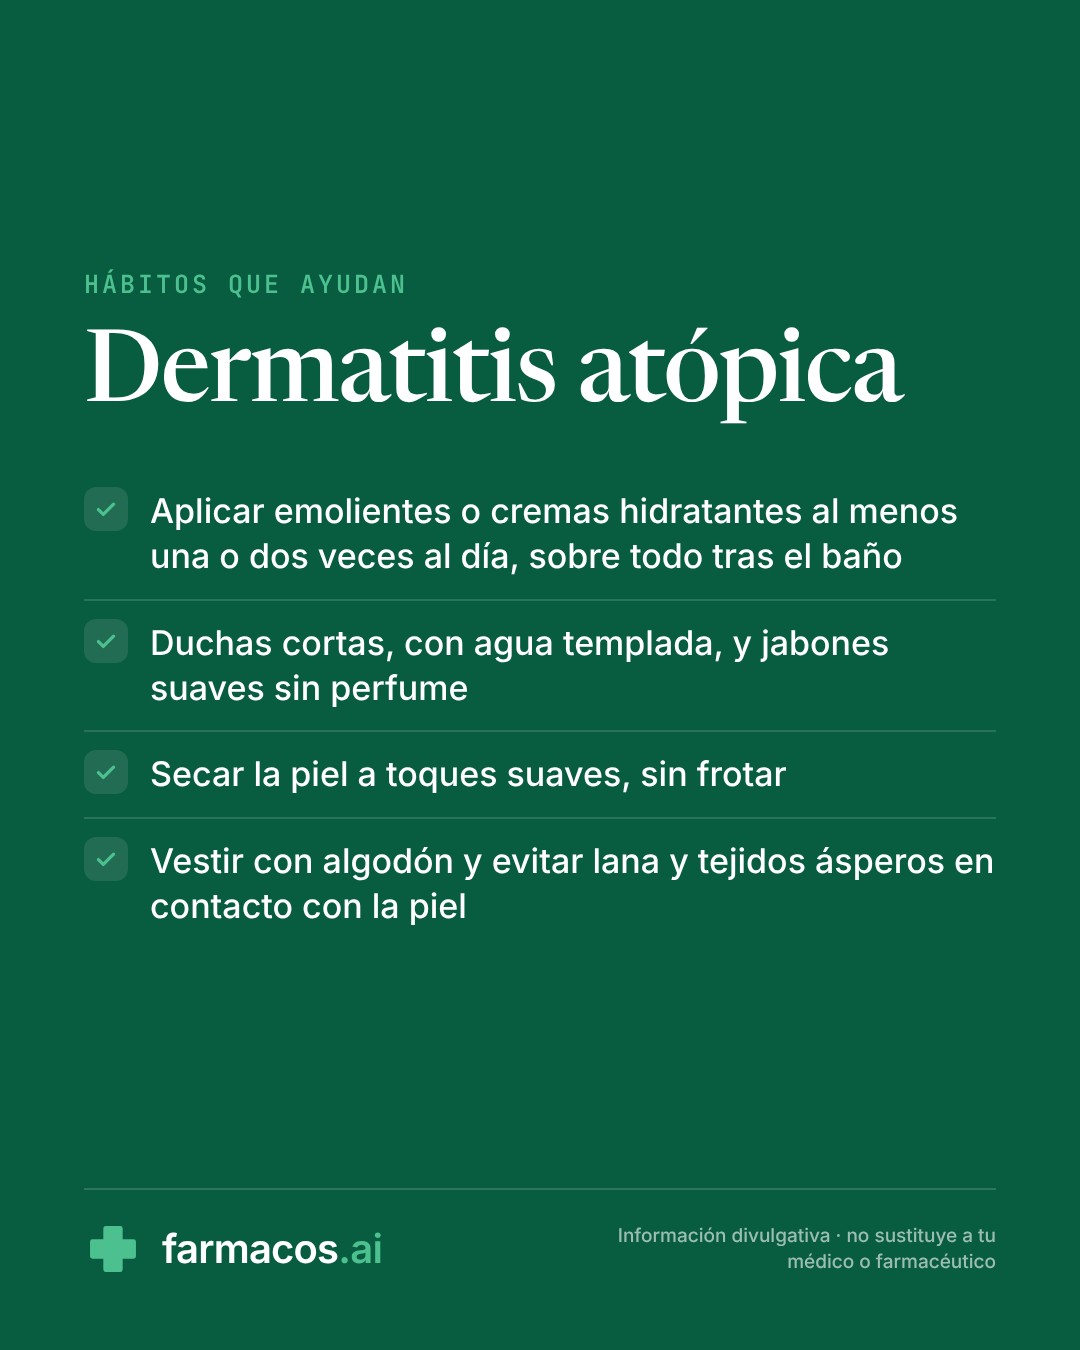 HÁBITOS QUE AYUDAN
Dermatitis atópica
Aplicar emolientes o cremas hidratantes al menos
una o dos veces al día, sobre todo tras el baño
Duchas cortas, con agua templada, y jabones
suaves sin perfume
Secar la piel a toques suaves, sin frotar
Vestir con algodón y evitar lana y tejidos ásperos en
contacto con la piel
farmacos.ai
Información divulgativa · no sustituye a tu
médico o farmacéutico